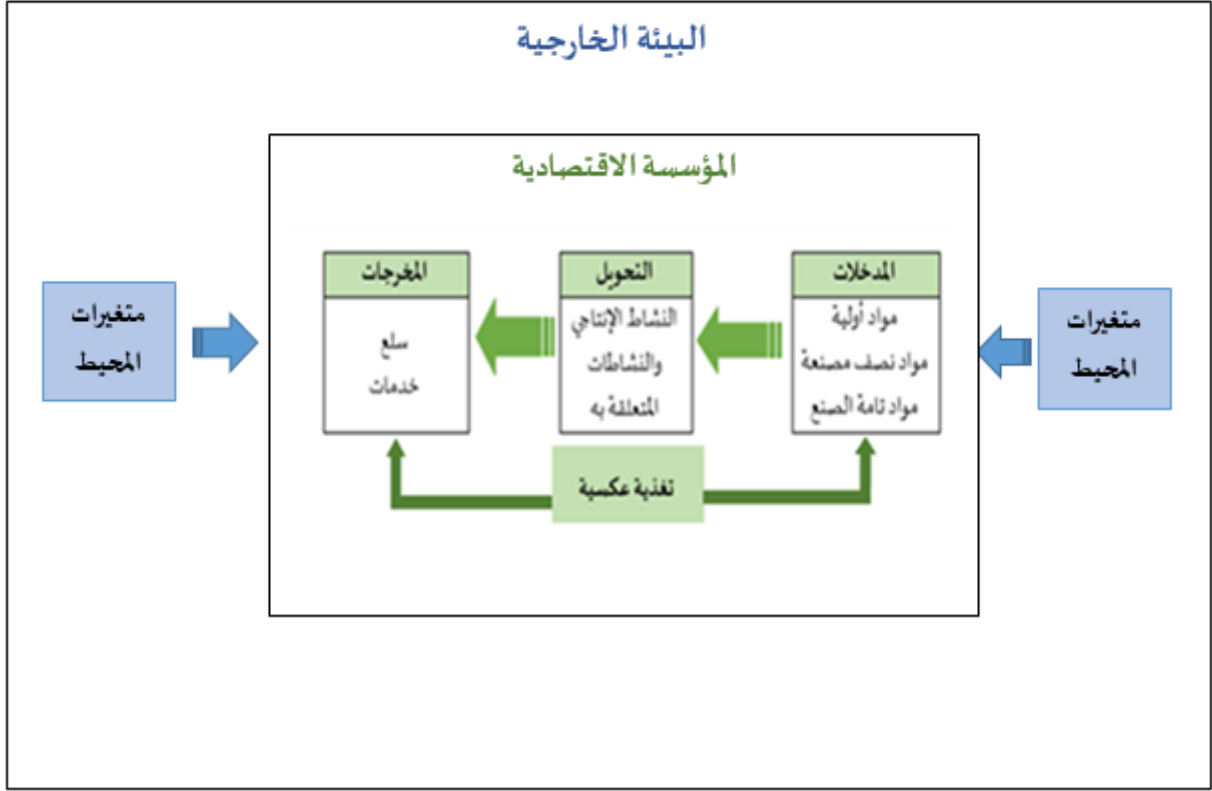 البيئة الخارجية
المؤسسة الاقتصادية
متغيرات
المحيط
المدخلات
مواد أولية
مواد نصف مصنعة
مواد تامة الصنع
التحويل
النشاط الإنتاجي
والنشاطات
المتعلقة به
المخرجات
سلع
خدمات
تغذية عكسية
متغيرات
المحيط